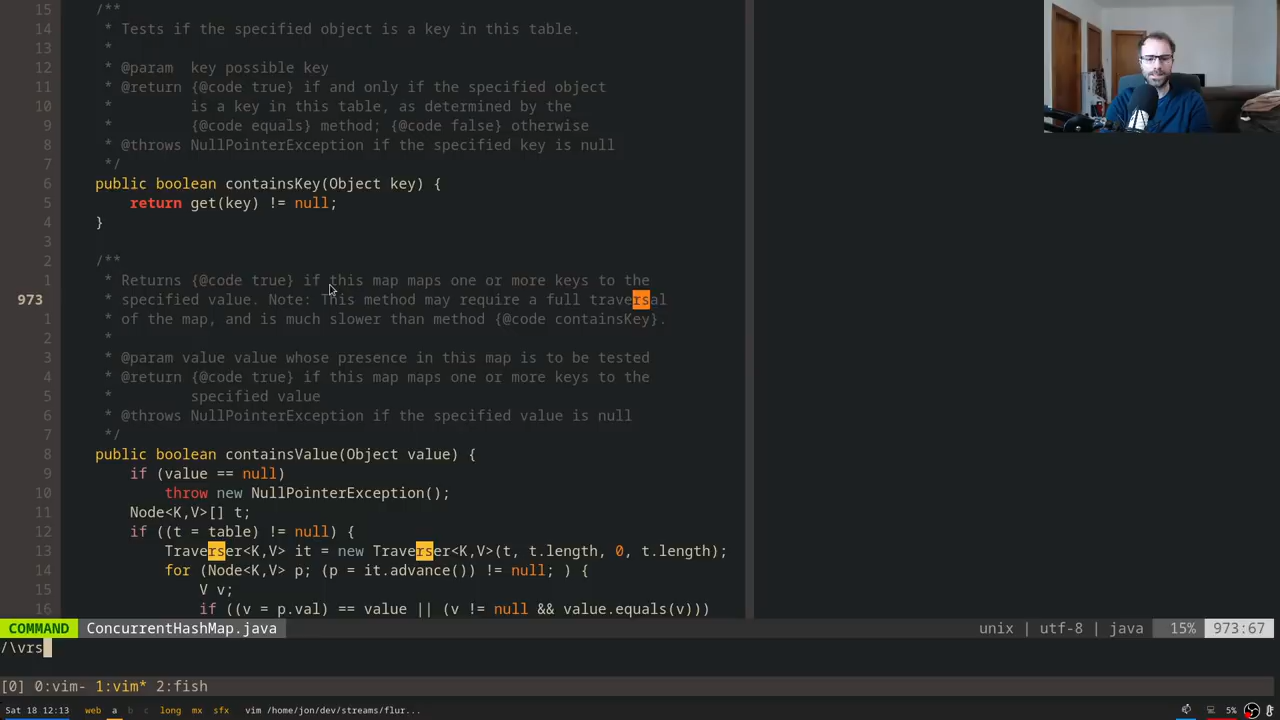 15 /**
14 * Tests if the specified object is a key in this table.
13 *
12 * @param  key possible key
11 * @return {@code true} if and only if the specified object
10 *         is a key in this table, as determined by the
9 *         {@code equals} method; {@code false} otherwise
8 * @throws NullPointerException if the specified key is null
7 */
6 public boolean containsKey(Object key) {
5 return get(key) != null;
4 }
3
2 /**
1 * Returns {@code true} if this map maps one or more keys to the
973 * specified value. Note: This method may require a full traversal
1 * of the map, and is much slower than method {@code containsKey}.
2 *
3 * @param value value whose presence in this map is to be tested
4 * @return {@code true} if this map maps one or more keys to the
5 *         specified value
6 * @throws NullPointerException if the specified value is null
7 */
8 public boolean containsValue(Object value) {
9 if (value == null)
10 throw new NullPointerException();
11 Node<K,V>[] t;
12 if ((t = table) != null) {
13 Traverser<K,V> it = new Traverser<K,V>(t, t.length, 0, t.length);
14 for (Node<K,V> p; (p = it.advance()) != null; ) {
15 V v;
16 if ((v = p.val) == value || (v != null && value.equals(v)))
COMMAND ConcurrentHashMap.java unix | utf-8 | java 15% 973:67
/\vrs
[0] 0:vim- 1:vim* 2:fish
Sat 18 12:13 web a b c long mx sfx vim /home/jon/dev/streams/flur... 5%